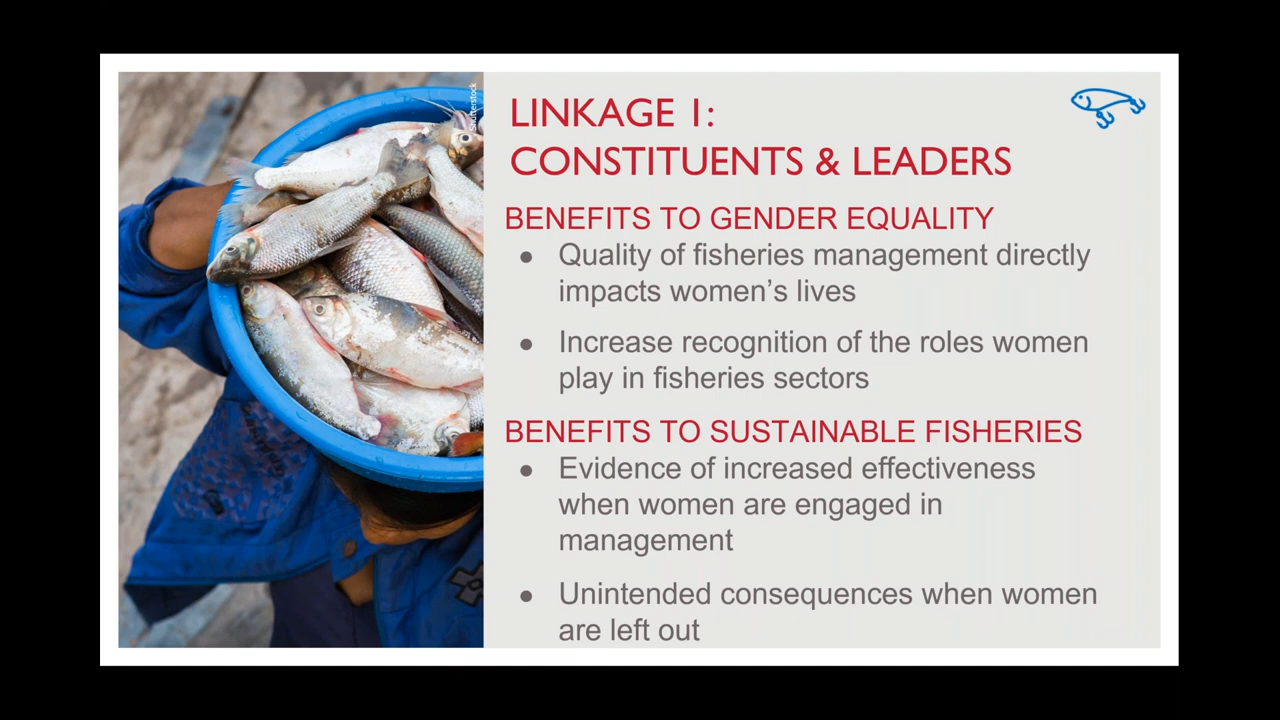 Shutterstock
LINKAGE 1:
CONSTITUENTS & LEADERS
BENEFITS TO GENDER EQUALITY
● Quality of fisheries management directly
impacts women’s lives
● Increase recognition of the roles women
play in fisheries sectors
BENEFITS TO SUSTAINABLE FISHERIES
● Evidence of increased effectiveness
when women are engaged in
management
● Unintended consequences when women
are left out